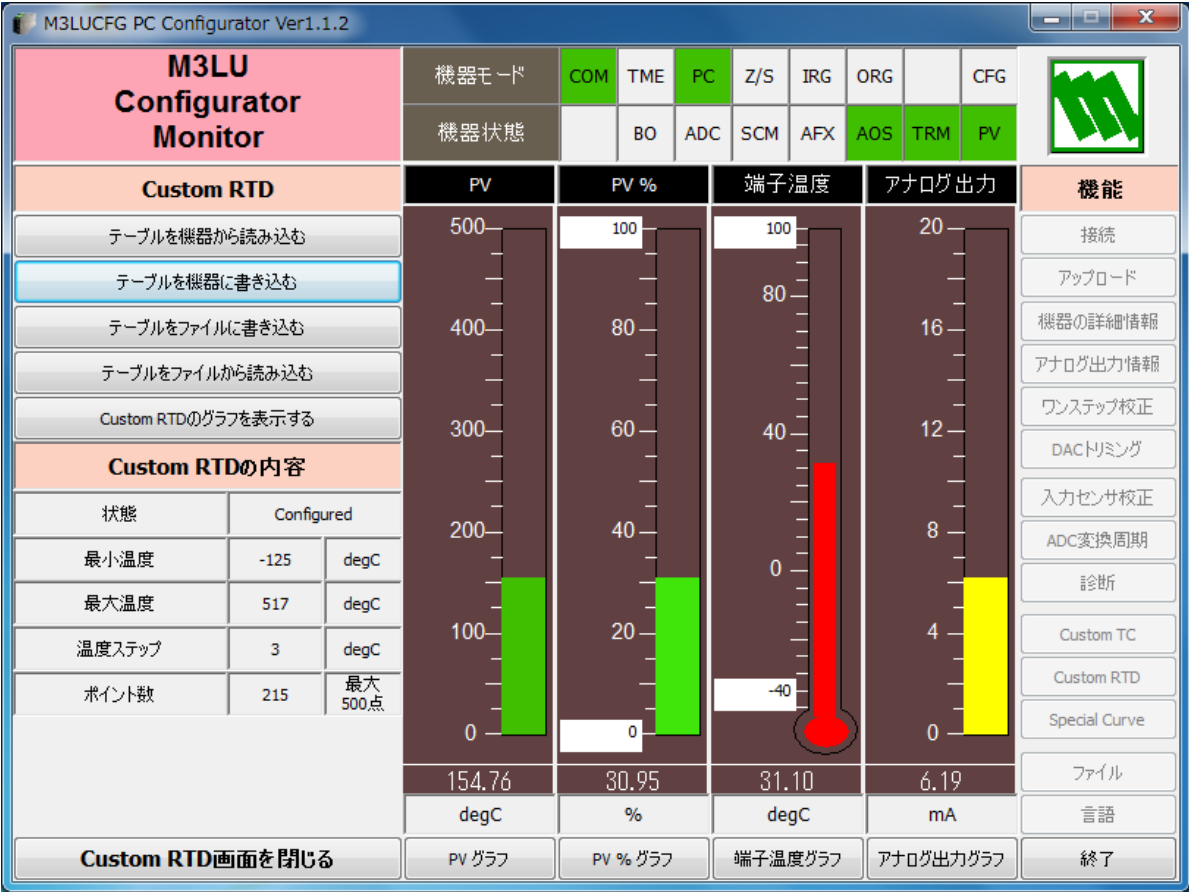 M3LUCFG PC Configurator Ver1.1.2
M3LU
Configurator
Monitor
機器モード
COM TME PC Z/S IRG ORG CFG
機器状態
BO ADC SCM AFX AOS TRM PV
Custom RTD
テーブルを機器から読み込む
テーブルを機器に書き込む
テーブルをファイルに書き込む
テーブルをファイルから読み込む
Custom RTDのグラフを表示する
Custom RTDの内容
状態 Configured
最小温度 -125 degC
最大温度 517 degC
温度ステップ 3 degC
ポイント数 215 最大
500点
Custom RTD画面を閉じる
PV
500
400
300
200
100
0
154.76
degC
PV グラフ
PV %
100
80
60
40
20
0
30.95
%
PV % グラフ
端子温度
100
80
40
0
-40
31.10
degC
端子温度グラフ
アナログ出力
20
16
12
8
4
0
6.19
mA
アナログ出力グラフ
機能
接続
アップロード
機器の詳細情報
アナログ出力情報
ワンステップ校正
DACトリミング
入力センサ校正
ADC変換周期
診断
Custom TC
Custom RTD
Special Curve
ファイル
言語
終了